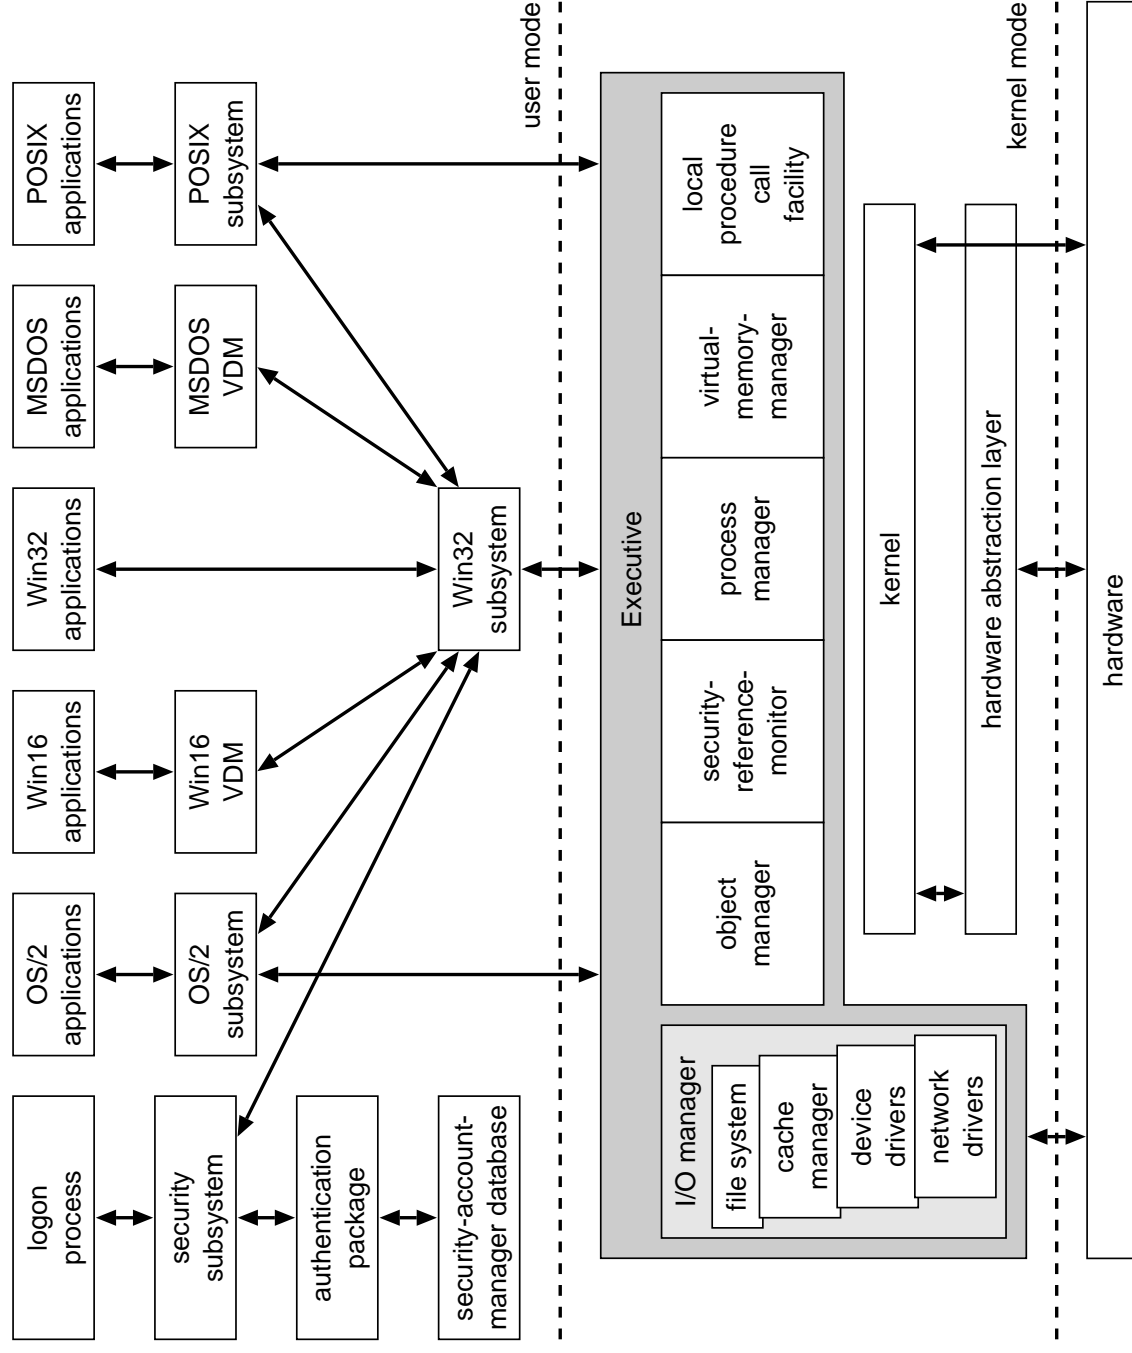 logon
process
security
subsystem
authentication
package
security-account-
manager database
OS/2
applications
OS/2
subsystem
Win16
applications
Win16
VDM
Win32
applications
Win32
subsystem
MSDOS
applications
MSDOS
VDM
POSIX
applications
POSIX
subsystem
user mode
Executive
I/O manager
file system
cache
manager
device
drivers
network
drivers
object
manager
security-
reference-
monitor
process
manager
virtual-
memory-
manager
local
procedure
call
facility
kernel
hardware abstraction layer
kernel mode
hardware